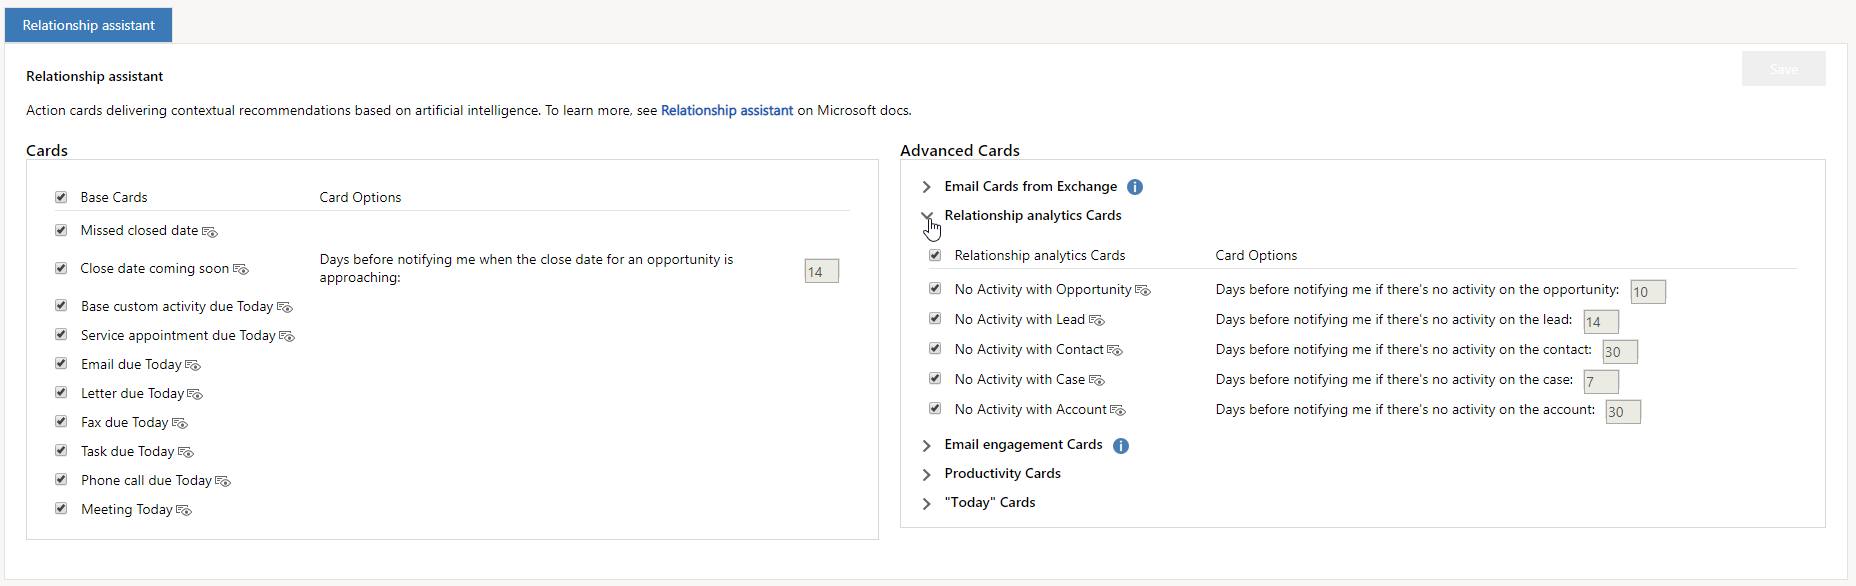 Relationship assistant
Save
Relationship assistant
Action cards delivering contextual recommendations based on artificial intelligence. To learn more, see Relationship assistant on Microsoft docs.
Cards
Base Cards Card Options
Missed closed date
Close date coming soon Days before notifying me when the close date for an opportunity is
approaching: 14
Base custom activity due Today
Service appointment due Today
Email due Today
Letter due Today
Fax due Today
Task due Today
Phone call due Today
Meeting Today
Advanced Cards
Email Cards from Exchange
Relationship analytics Cards
Relationship analytics Cards Card Options
No Activity with Opportunity Days before notifying me if there's no activity on the opportunity: 10
No Activity with Lead Days before notifying me if there's no activity on the lead: 14
No Activity with Contact Days before notifying me if there's no activity on the contact: 30
No Activity with Case Days before notifying me if there's no activity on the case: 7
No Activity with Account Days before notifying me if there's no activity on the account: 30
Email engagement Cards
Productivity Cards
"Today" Cards